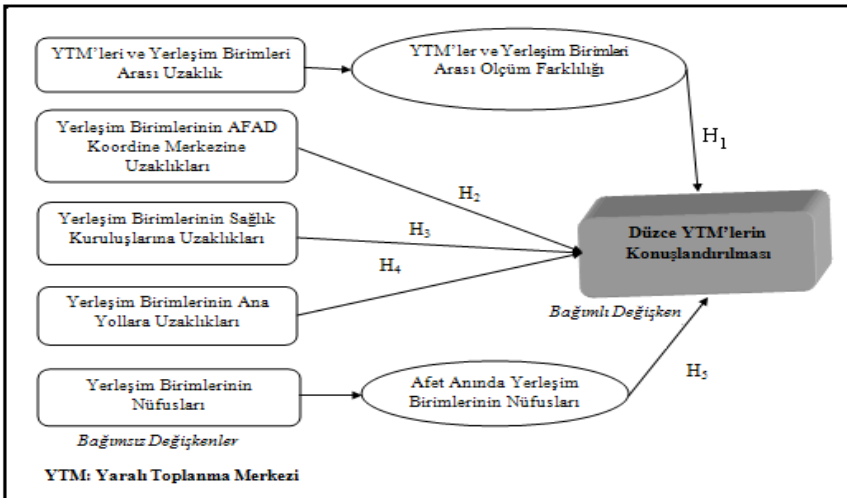 YTM'leri ve Yerleşim Birimleri
Arası Uzaklık
YTM'ler ve Yerleşim Birimleri
Arası Ölçüm Farklılığı
H1
Yerleşim Birimlerinin AFAD
Koordine Merkezine
Uzaklıkları
H2
Yerleşim Birimlerinin Sağlık
Kuruluşlarına Uzaklıkları
H3
H4
Düzce YTM'lerin
Konuşlandırılması
Yerleşim Birimlerinin Ana
Yollara Uzaklıkları
Bağımlı Değişken
Yerleşim Birimlerinin
Nüfusları
Afet Anında Yerleşim
Birimlerinin Nüfusları
H5
Bağımsız Değişkenler
YTM: Yaralı Toplanma Merkezi